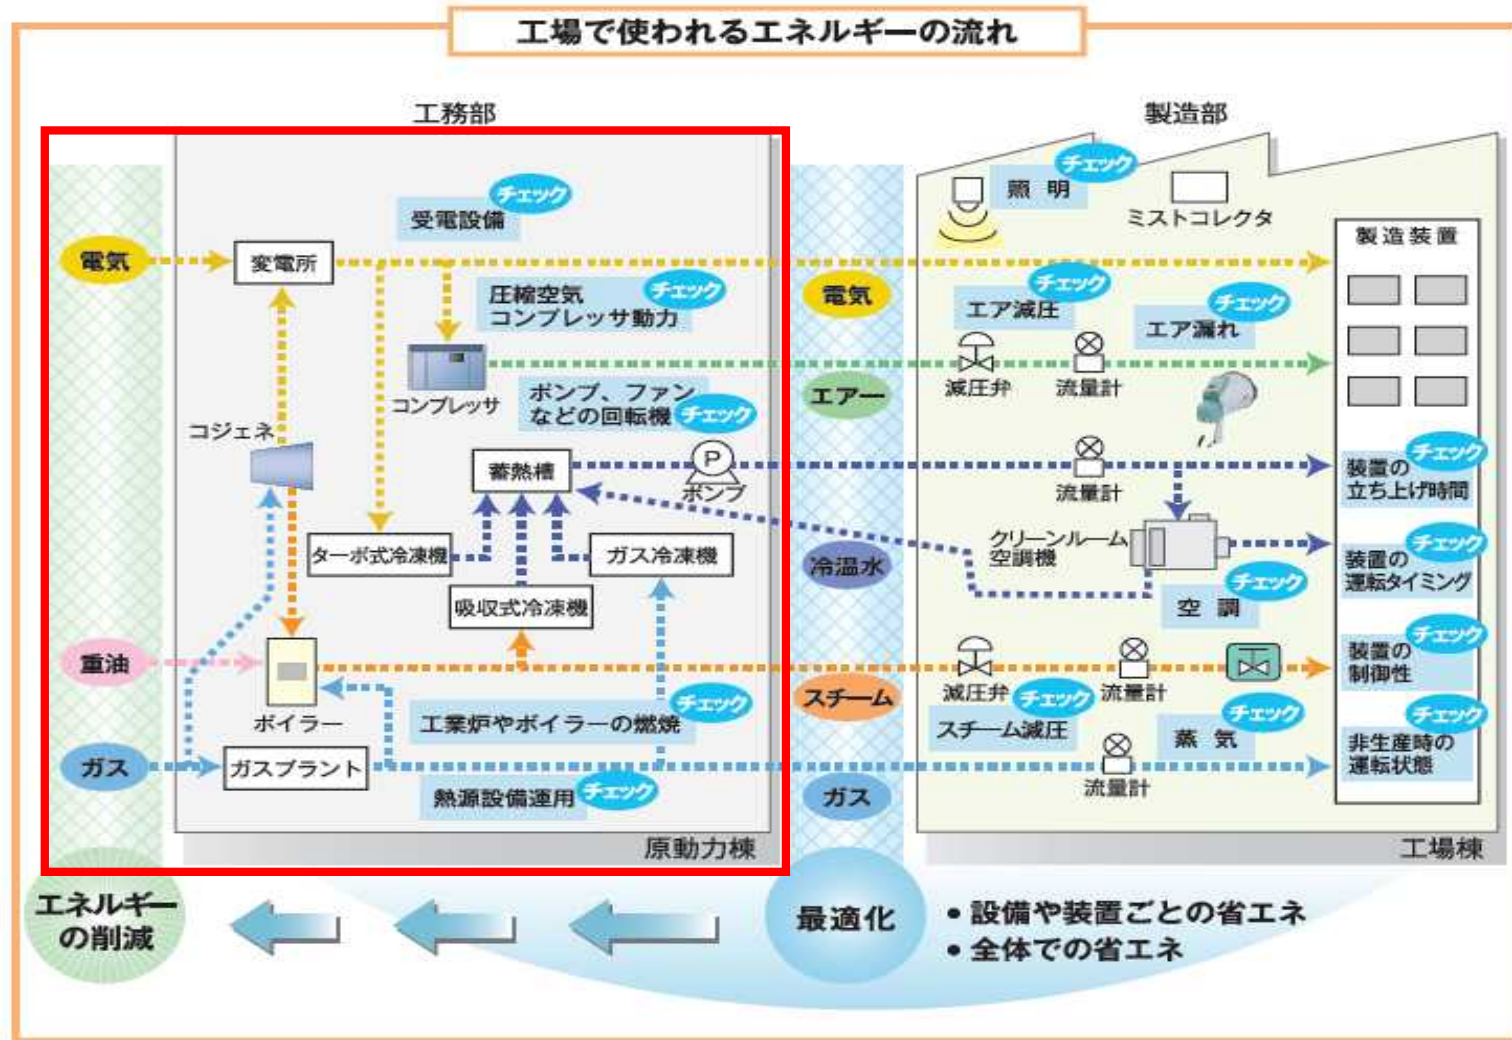 工場で使われるエネルギーの流れ
工務部
受電設備
チェック
電気
変電所
圧縮空気
コンプレッサ動力
チェック
コンプレッサ
ポンプ、ファン
などの回転機
チェック
コジェネ
蓄熱槽
P
ポンプ
ターボ式冷凍機
ガス冷凍機
吸収式冷凍機
重油
ボイラー
工業炉やボイラーの燃焼
チェック
ガス
ガスプラント
熱源設備運用
チェック
原動力棟
電気
エアー
冷温水
スチーム
ガス
製造部
照 明
チェック
ミストコレクタ
製造装置
エア減圧
チェック
エア漏れ
チェック
減圧弁
流量計
流量計
クリーンルーム
空調機
空 調
チェック
減圧弁
流量計
スチーム減圧
チェック
蒸 気
チェック
流量計
装置の
立ち上げ時間
チェック
装置の
運転タイミング
チェック
装置の
制御性
チェック
非生産時の
運転状態
チェック
工場棟
エネルギー
の削減
最適化
• 設備や装置ごとの省エネ
• 全体での省エネ